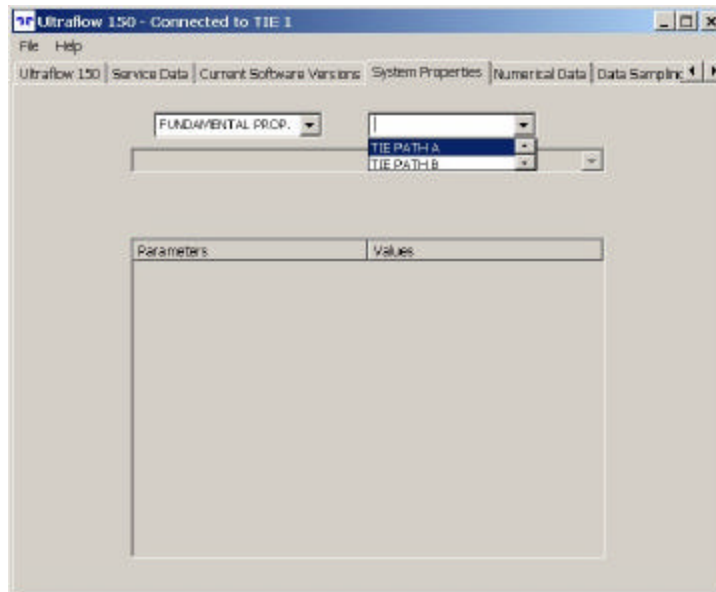 Ultraflow 150 - Connected to TIE 1
File Help
Ultraflow 150 Service Data Current Software Versions System Properties Numerical Data Data Sampling
FUNDAMENTAL PROP.
TIE PATH A
TIE PATH B
Parameters Values